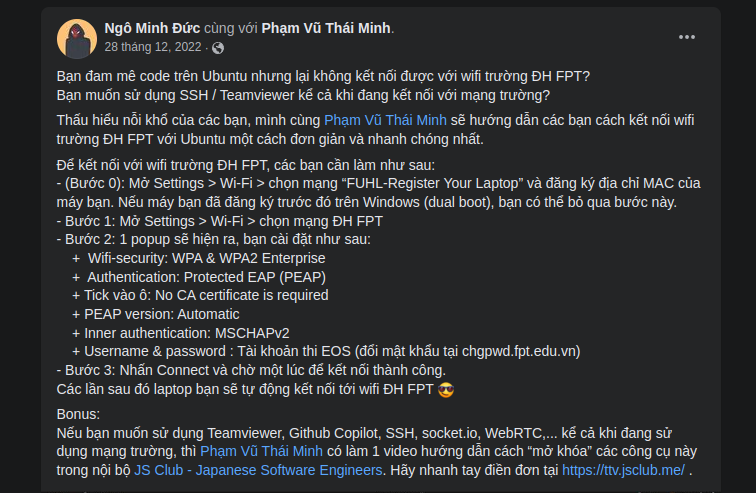 Ngô Minh Đức cùng với Phạm Vũ Thái Minh.
28 tháng 12, 2022 ·
Bạn đam mê code trên Ubuntu nhưng lại không kết nối được với wifi trường ĐH FPT?
Bạn muốn sử dụng SSH / Teamviewer kể cả khi đang kết nối với mạng trường?
Thấu hiểu nỗi khổ của các bạn, mình cùng Phạm Vũ Thái Minh sẽ hướng dẫn các bạn cách kết nối wifi
trường ĐH FPT với Ubuntu một cách đơn giản và nhanh chóng nhất.
Để kết nối với wifi trường ĐH FPT, các bạn cần làm như sau:
- (Bước 0): Mở Settings > Wi-Fi > chọn mạng “FUHL-Register Your Laptop” và đăng ký địa chỉ MAC của
máy bạn. Nếu máy bạn đã đăng ký trước đó trên Windows (dual boot), bạn có thể bỏ qua bước này.
- Bước 1: Mở Settings > Wi-Fi > chọn mạng ĐH FPT
- Bước 2: 1 popup sẽ hiện ra, bạn cài đặt như sau:
+ Wifi-security: WPA & WPA2 Enterprise
+ Authentication: Protected EAP (PEAP)
+ Tick vào ô: No CA certificate is required
+ PEAP version: Automatic
+ Inner authentication: MSCHAPv2
+ Username & password : Tài khoản thi EOS (đổi mật khẩu tại chgpwd.fpt.edu.vn)
- Bước 3: Nhấn Connect và chờ một lúc để kết nối thành công.
Các lần sau đó laptop bạn sẽ tự động kết nối tới wifi ĐH FPT 😎
Bonus:
Nếu bạn muốn sử dụng Teamviewer, Github Copilot, SSH, socket.io, WebRTC,... kể cả khi đang sử
dụng mạng trường, thì Phạm Vũ Thái Minh có làm 1 video hướng dẫn cách “mở khóa” các công cụ này
trong nội bộ JS Club - Japanese Software Engineers. Hãy nhanh tay điền đơn tại https://ttv.jsclub.me/ .